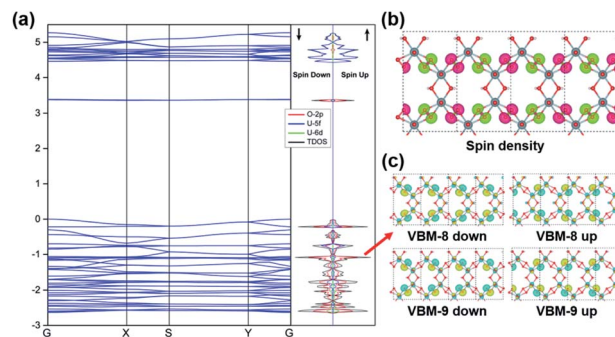 (a)
5
4
3
2
1
0
-1
-2
-3
G X S Y G
Spin Down Spin Up
O-2p
U-5f
U-6d
TDOS
(b)
Spin density
(c)
VBM-8 down VBM-8 up
VBM-9 down VBM-9 up